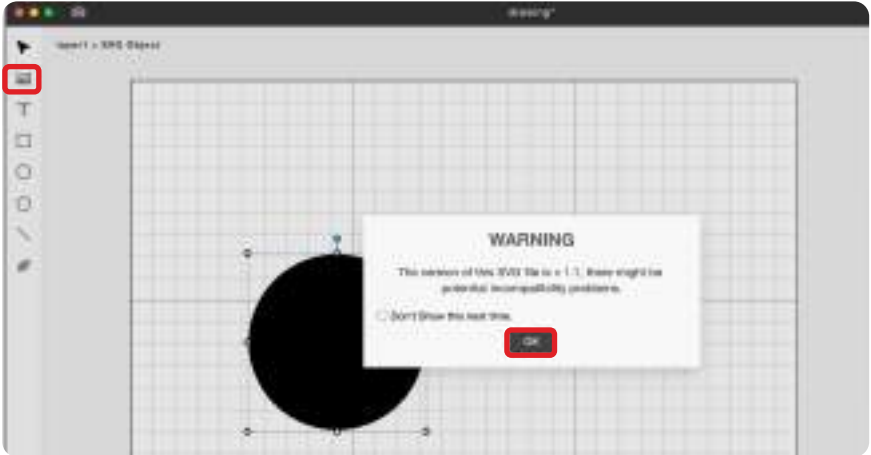 drawing*
layer1 > SVG Object
T
WARNING
The version of this SVG file is < 1.1, there might be
potential incompatibility problems.
Don't Show this next time.
OK